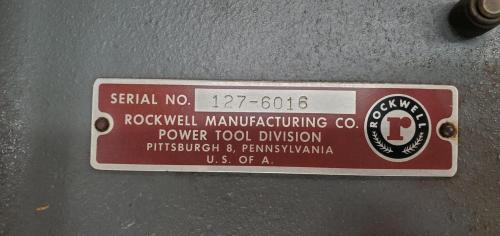 SERIAL NO. 127-6016
ROCKWELL MANUFACTURING CO.
POWER TOOL DIVISION
PITTSBURGH 8, PENNSYLVANIA
U.S. OF A.
ROCKWELL
r